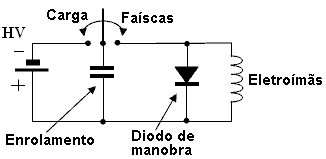 Carga Faíscas
HV
−
+
Eletroímãs
Enrolamento
Diodo de
manobra